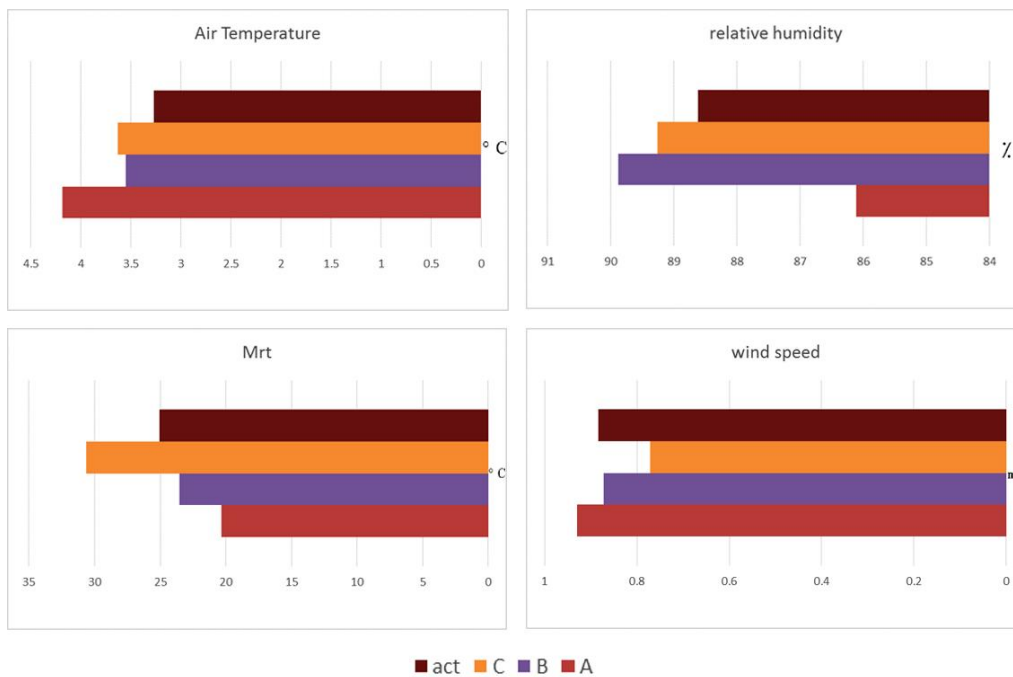 Air Temperature
° C
4.5 4 3.5 3 2.5 2 1.5 1 0.5 0
relative humidity
٪
91 90 89 88 87 86 85 84
Mrt
° C
35 30 25 20 15 10 5 0
wind speed
1 0.8 0.6 0.4 0.2 0
act C B A